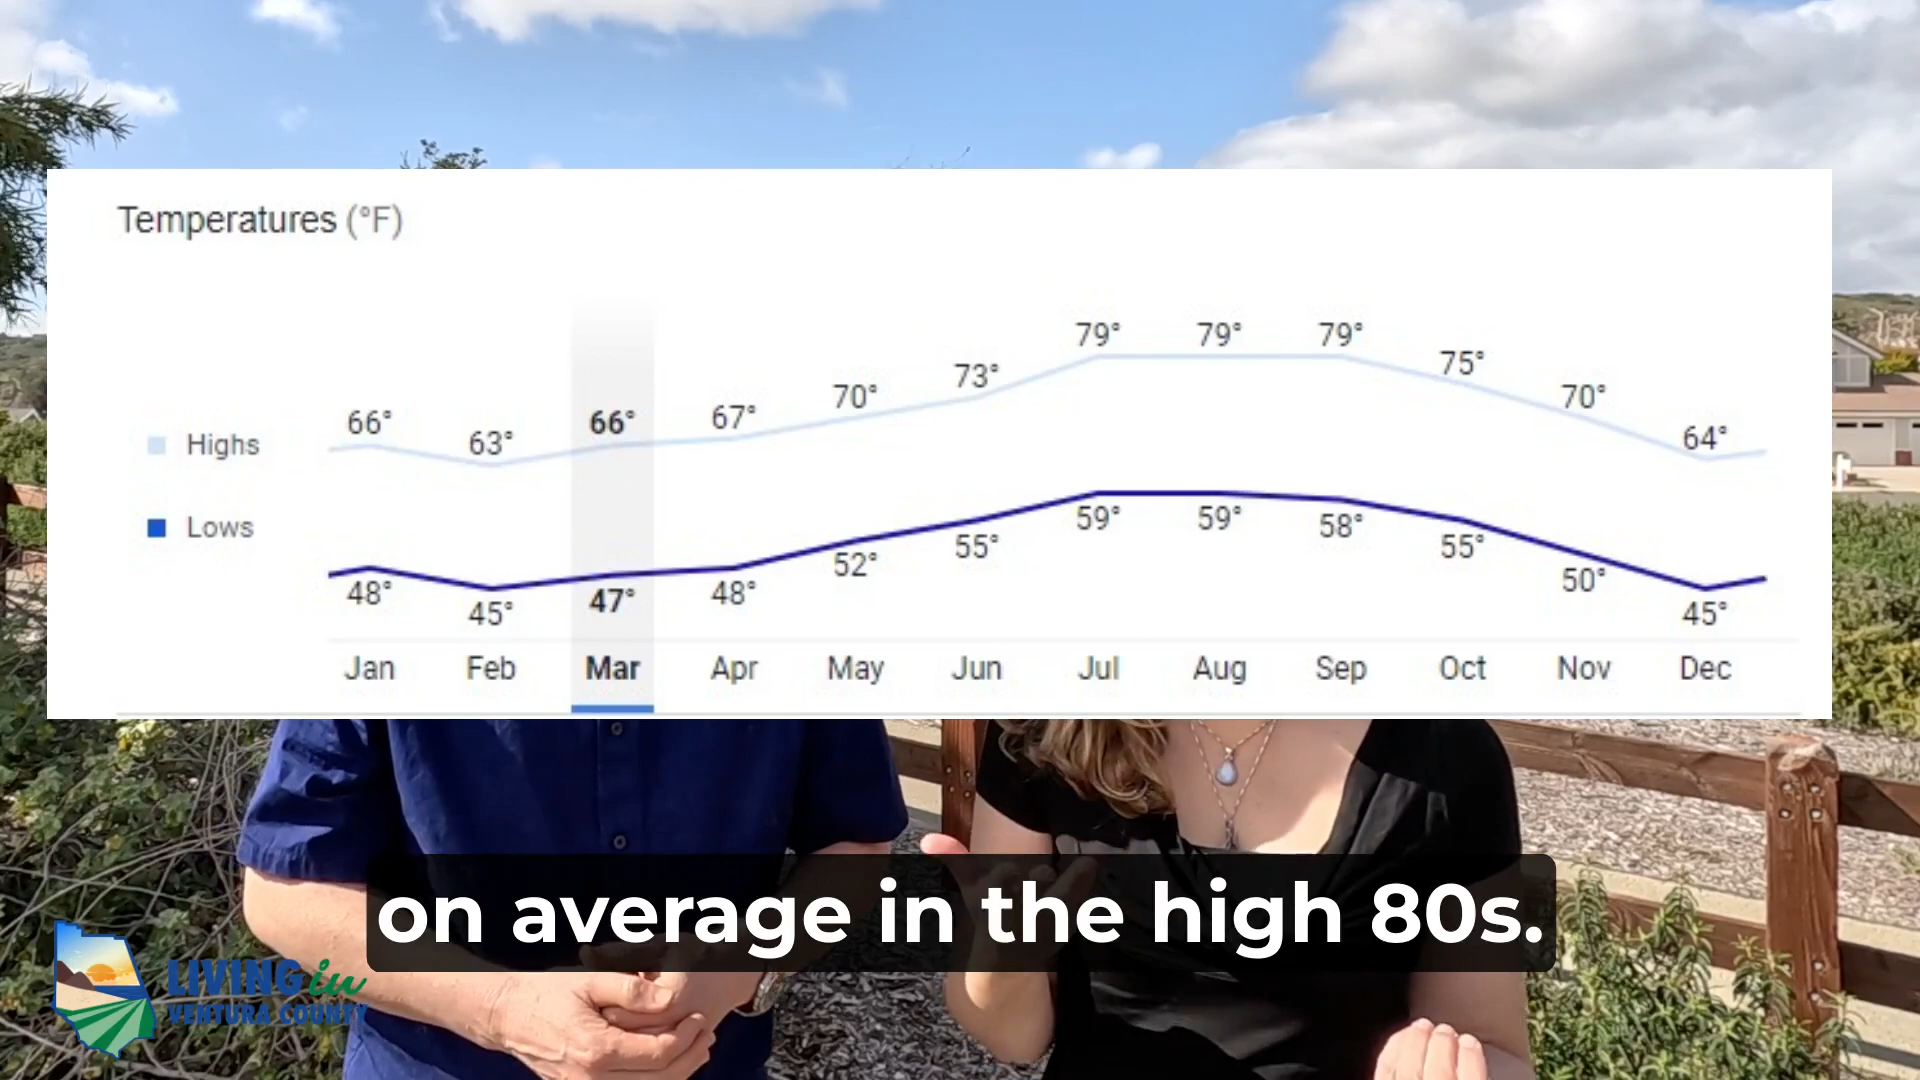 Temperatures (°F)
79° 79° 79°
75°
73°
70° 70°
66° 63° 66° 67° 64°
Highs
Lows
59° 59° 58°
55° 55°
52° 50°
48° 45° 47° 48° 45°
Jan Feb Mar Apr May Jun Jul Aug Sep Oct Nov Dec
on average in the high 80s.
LIVING in
VENTURA COUNTY